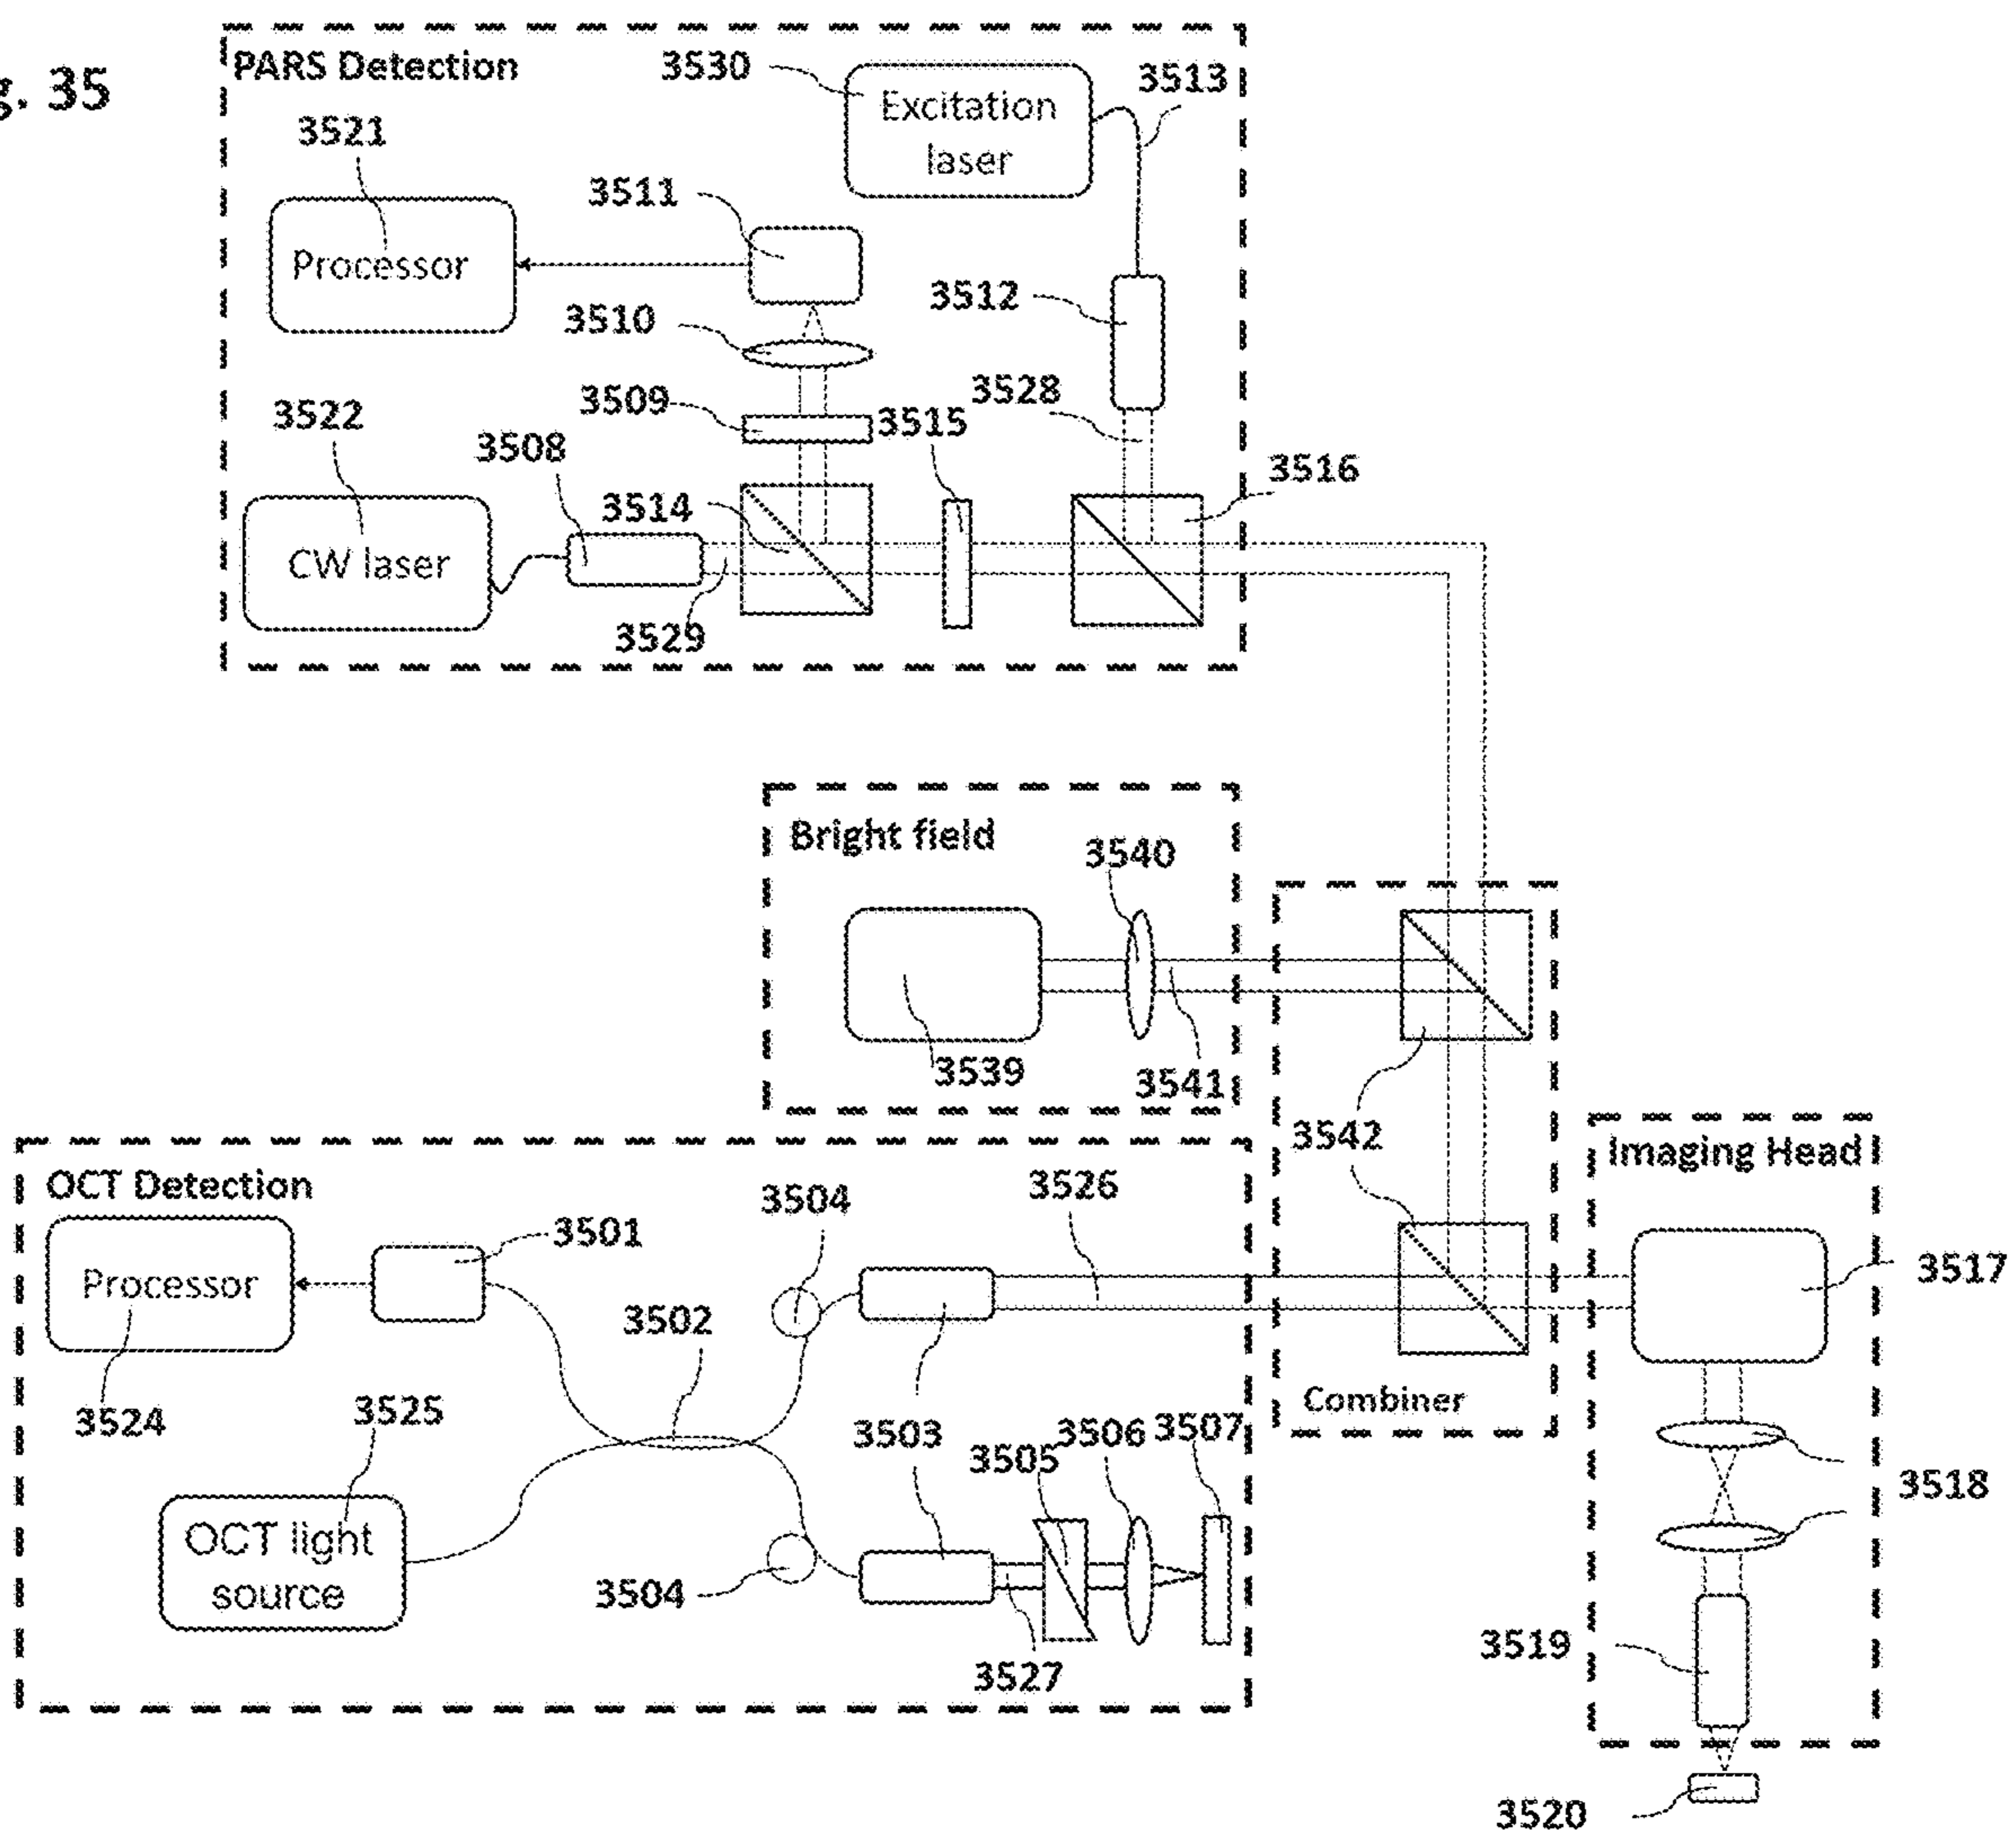 g. 35
PARS Detection
3530
Excitation
laser
3513
3521
3511
Processor
3512
3510
3528
3509
3515
3522
3508
3516
3514
CW laser
3529
Bright field
3540
3539
3541
3542
Imaging Head
OCT Detection
3504
3526
3501
Processor
3502
3517
3524
3525
3503
3505
3506
3507
Combiner
3518
OCT light
source
3504
3527
3519
3520